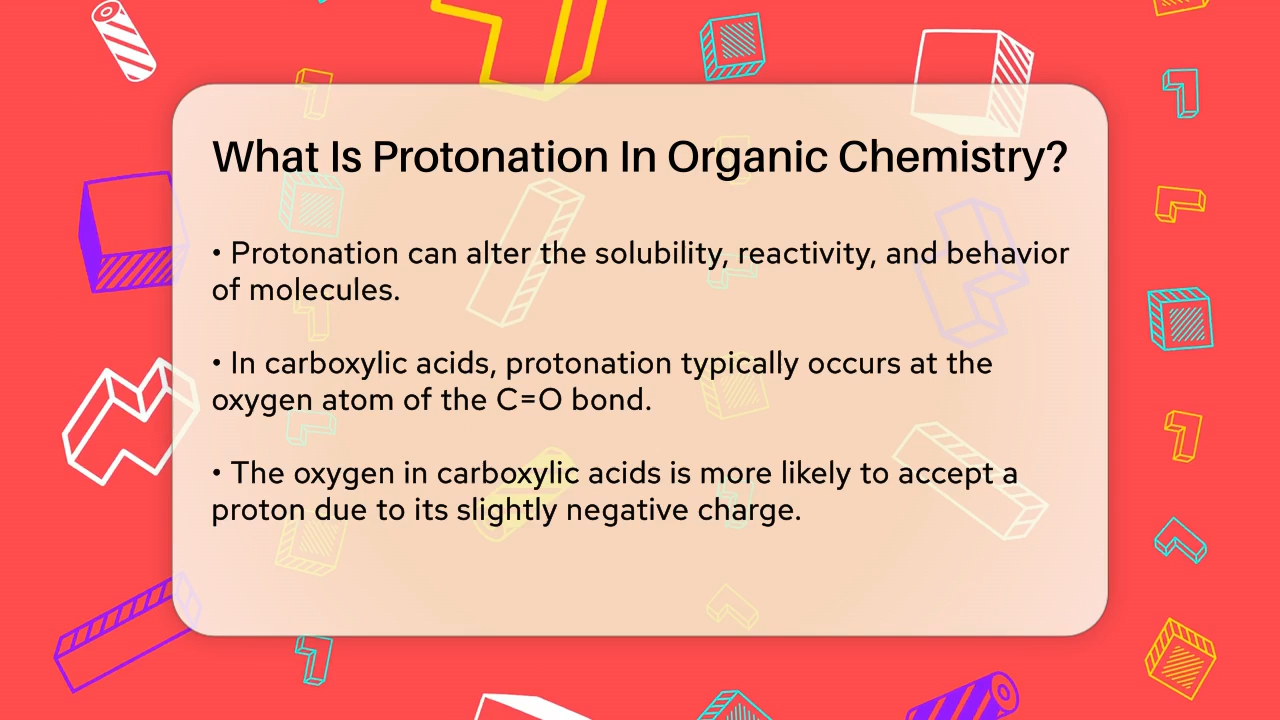 What Is Protonation In Organic Chemistry?
• Protonation can alter the solubility, reactivity, and behavior
of molecules.
• In carboxylic acids, protonation typically occurs at the
oxygen atom of the C=O bond.
• The oxygen in carboxylic acids is more likely to accept a
proton due to its slightly negative charge.